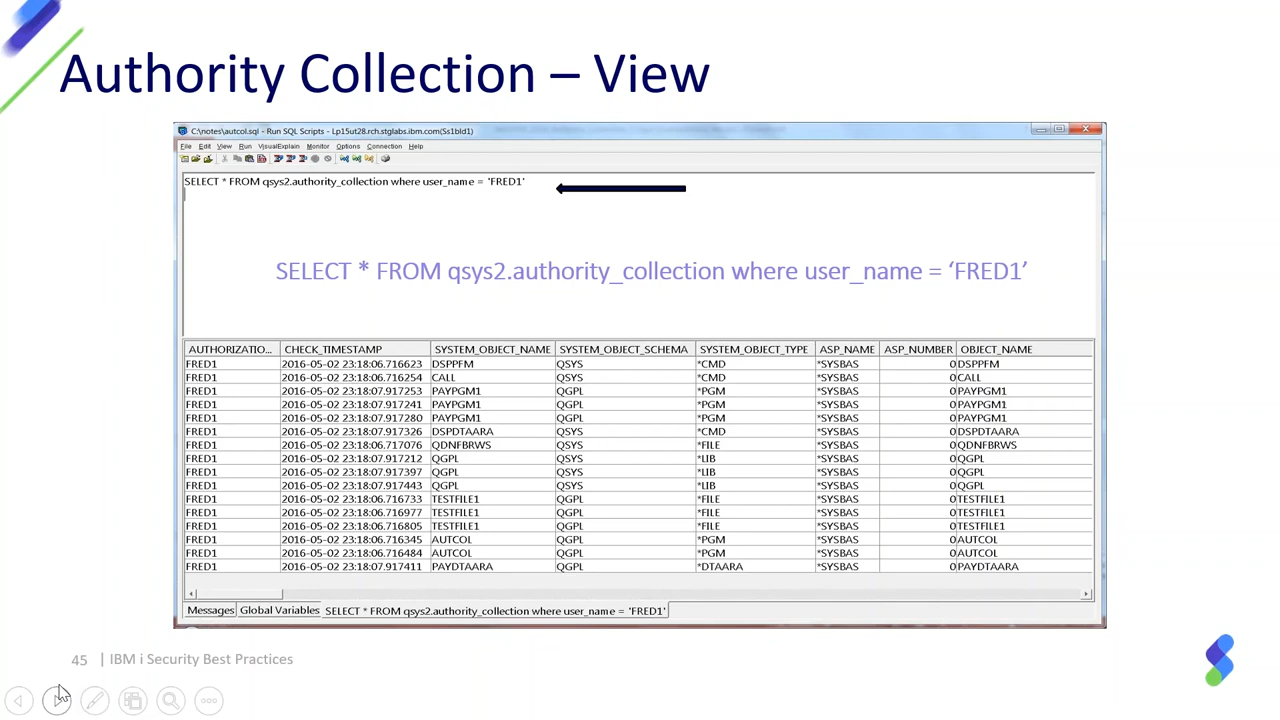 Authority Collection – View
C:\notes\autcol.sql - Run SQL Scripts - Lp15ut28.rch.stglabs.ibm.com(Ss1bld1)
File Edit View Run VisualExplain Monitor Options Connection Help
SELECT * FROM qsys2.authority_collection where user_name = 'FRED1'
SELECT * FROM qsys2.authority_collection where user_name = ‘FRED1’
AUTHORIZATIO... CHECK_TIMESTAMP SYSTEM_OBJECT_NAME SYSTEM_OBJECT_SCHEMA SYSTEM_OBJECT_TYPE ASP_NAME ASP_NUMBER OBJECT_NAME
FRED1 2016-05-02 23:18:06.716623 DSPPFM QSYS *CMD *SYSBAS 0 DSPPFM
FRED1 2016-05-02 23:18:06.716254 CALL QSYS *CMD *SYSBAS 0 CALL
FRED1 2016-05-02 23:18:07.917253 PAYPGM1 QGPL *PGM *SYSBAS 0 PAYPGM1
FRED1 2016-05-02 23:18:07.917241 PAYPGM1 QGPL *PGM *SYSBAS 0 PAYPGM1
FRED1 2016-05-02 23:18:07.917280 PAYPGM1 QGPL *PGM *SYSBAS 0 PAYPGM1
FRED1 2016-05-02 23:18:07.917326 DSPDTAARA QSYS *CMD *SYSBAS 0 DSPDTAARA
FRED1 2016-05-02 23:18:06.717076 QDNFBRWS QSYS *FILE *SYSBAS 0 QDNFBRWS
FRED1 2016-05-02 23:18:07.917212 QGPL QSYS *LIB *SYSBAS 0 QGPL
FRED1 2016-05-02 23:18:07.917397 QGPL QSYS *LIB *SYSBAS 0 QGPL
FRED1 2016-05-02 23:18:07.917443 QGPL QSYS *LIB *SYSBAS 0 QGPL
FRED1 2016-05-02 23:18:06.716733 TESTFILE1 QGPL *FILE *SYSBAS 0 TESTFILE1
FRED1 2016-05-02 23:18:06.716977 TESTFILE1 QGPL *FILE *SYSBAS 0 TESTFILE1
FRED1 2016-05-02 23:18:06.716805 TESTFILE1 QGPL *FILE *SYSBAS 0 TESTFILE1
FRED1 2016-05-02 23:18:06.716345 AUTCOL QGPL *PGM *SYSBAS 0 AUTCOL
FRED1 2016-05-02 23:18:06.716484 AUTCOL QGPL *PGM *SYSBAS 0 AUTCOL
FRED1 2016-05-02 23:18:07.917411 PAYDTAARA QGPL *DTAARA *SYSBAS 0 PAYDTAARA
Messages Global Variables SELECT * FROM qsys2.authority_collection where user_name = 'FRED1'
45 | IBM i Security Best Practices